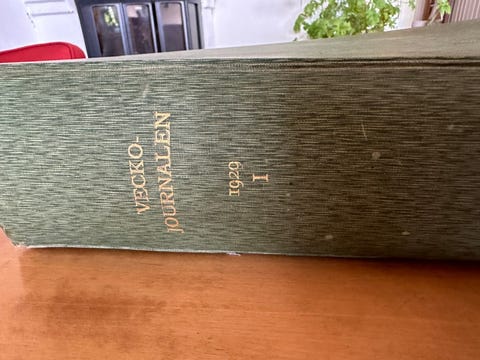 VECKO-
JOURNALEN
1929
I